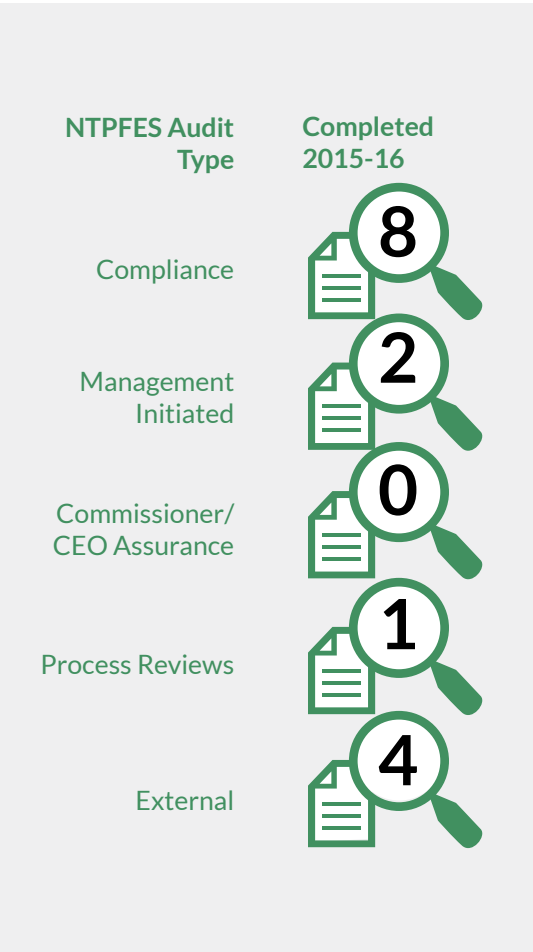 NTPFES Audit
Type
Completed
2015-16
Compliance
8
Management
Initiated
2
Commissioner/
CEO Assurance
0
Process Reviews
1
External
4